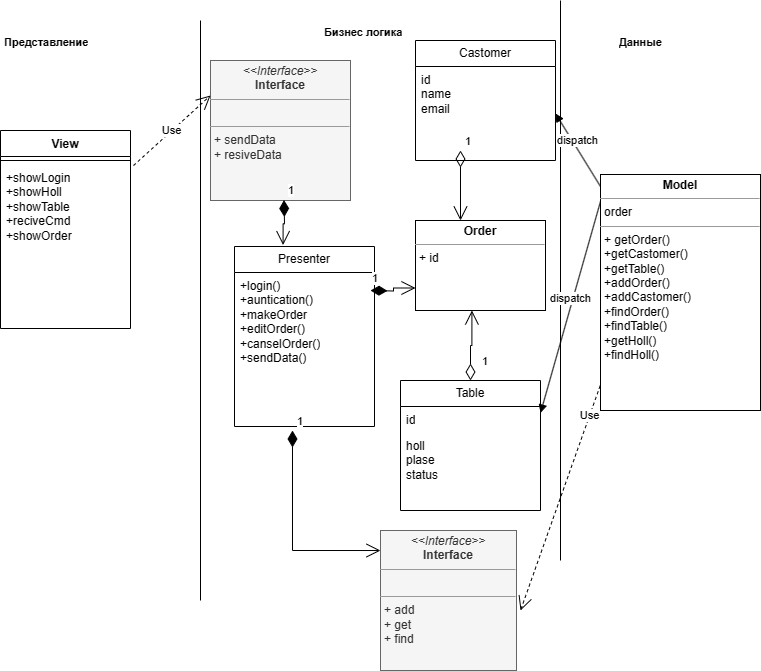 Представление
Бизнес логика
Данные
View
+showLogin
+showHoll
+showTable
+reciveCmd
+showOrder
Use
<<Interface>>
Interface
+ sendData
+ resiveData
1
Presenter
+login()
+auntication()
+makeOrder
+editOrder()
+canselOrder()
+sendData()
1
1
Castomer
id
name
email
1
Order
+ id
1
Table
id
holl
plase
status
<<Interface>>
Interface
+ add
+ get
+ find
dispatch
dispatch
Use
Model
order
+ getOrder()
+getCastomer()
+getTable()
+addOrder()
+addCastomer()
+findOrder()
+findTable()
+getHoll()
+findHoll()